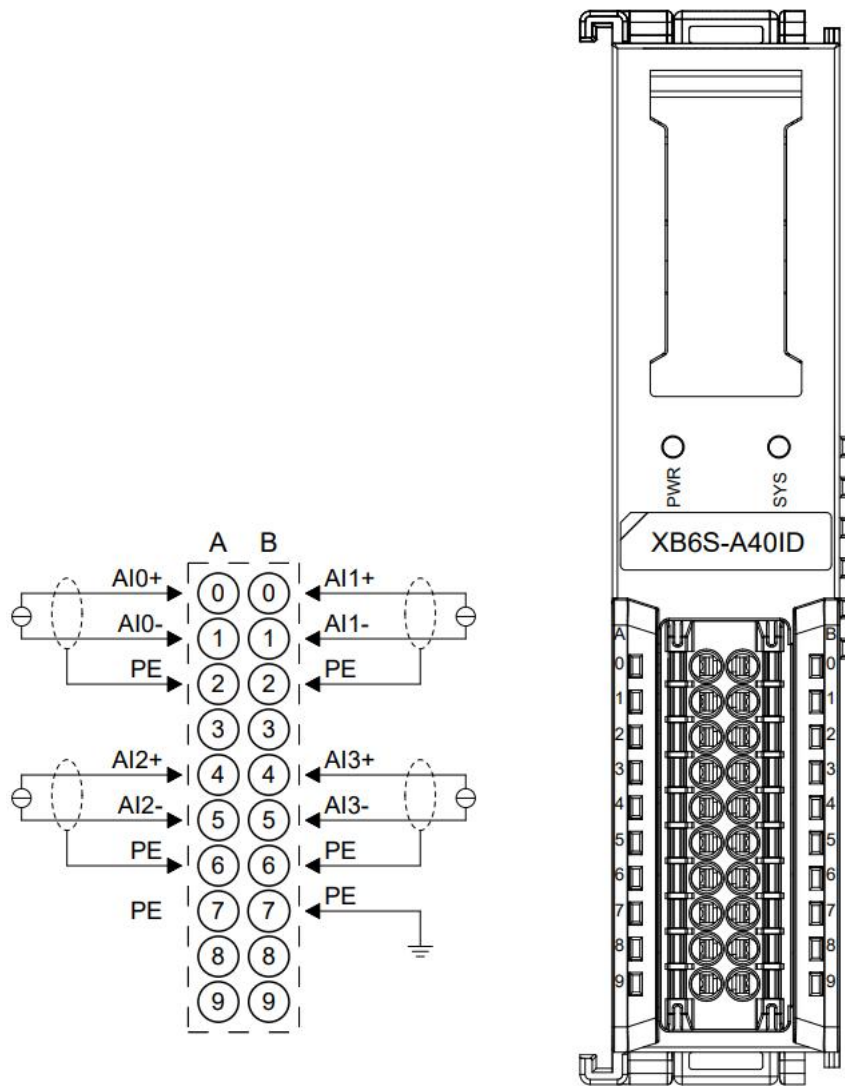 A B
AI0+ 0 0 AI1+
AI0- 1 1 AI1-
PE 2 2 PE
3 3
AI2+ 4 4 AI3+
AI2- 5 5 AI3-
PE 6 6 PE
PE 7 7 PE
8 8
9 9
PWR SYS
XB6S-A40ID
A B
0 0
1 1
2 2
3 3
4 4
5 5
6 6
7 7
8 8
9 9